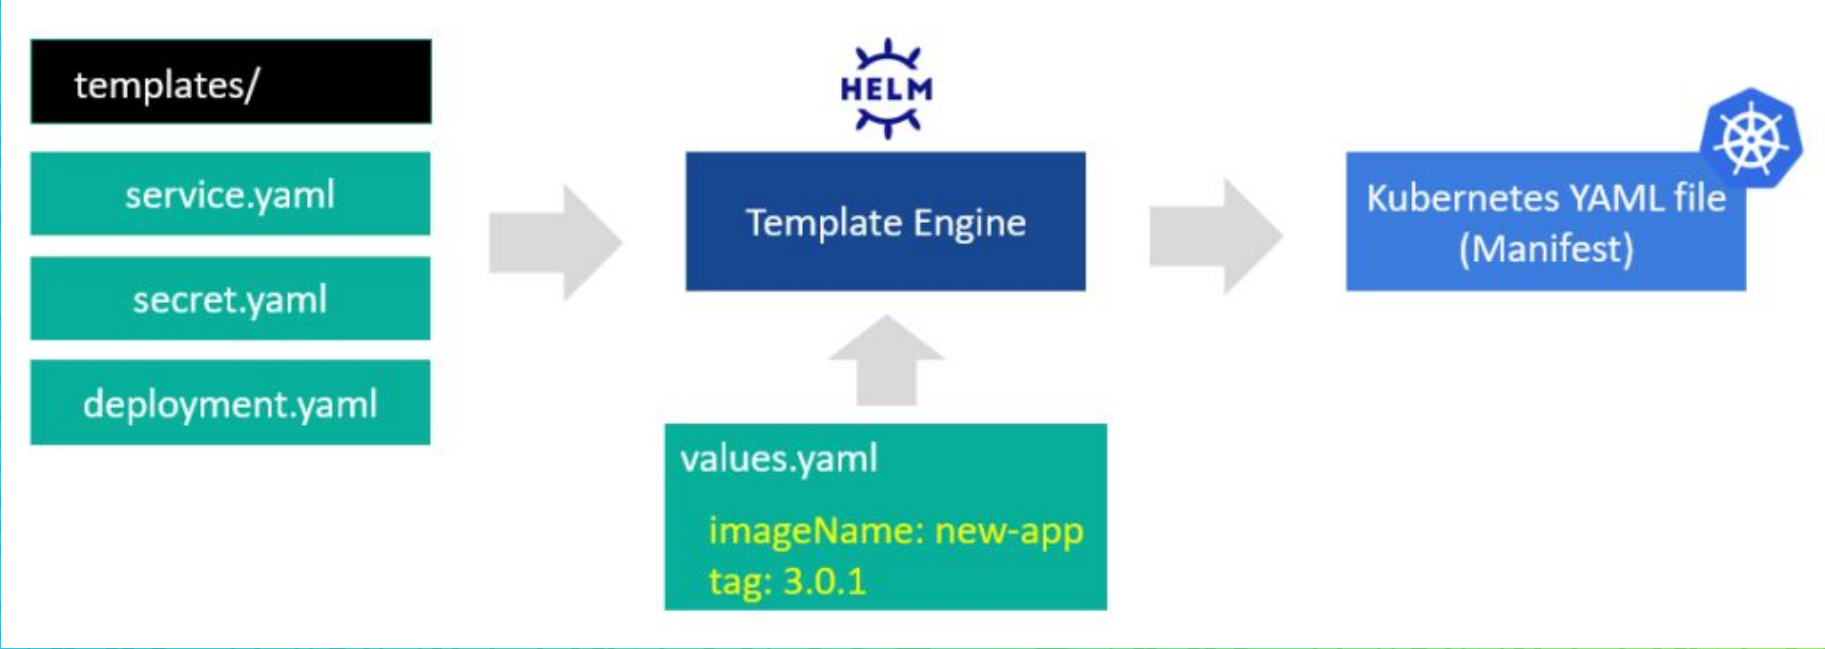 templates/
service.yaml
secret.yaml
deployment.yaml
HELM
Template Engine
values.yaml
imageName: new-app
tag: 3.0.1
Kubernetes YAML file
(Manifest)